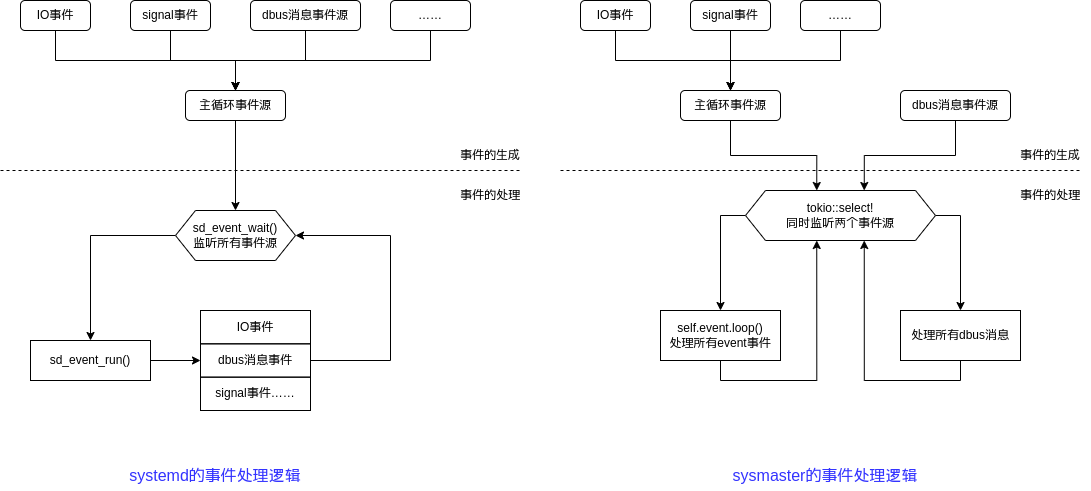 IO事件
signal事件
dbus消息事件源
……
主循环事件源
事件的生成
事件的处理
sd_event_wait()
监听所有事件源
sd_event_run()
IO事件
dbus消息事件
signal事件……
systemd的事件处理逻辑
IO事件
signal事件
……
主循环事件源
dbus消息事件源
事件的生成
事件的处理
tokio::select!
同时监听两个事件源
self.event.loop()
处理所有event事件
处理所有dbus消息
sysmaster的事件处理逻辑